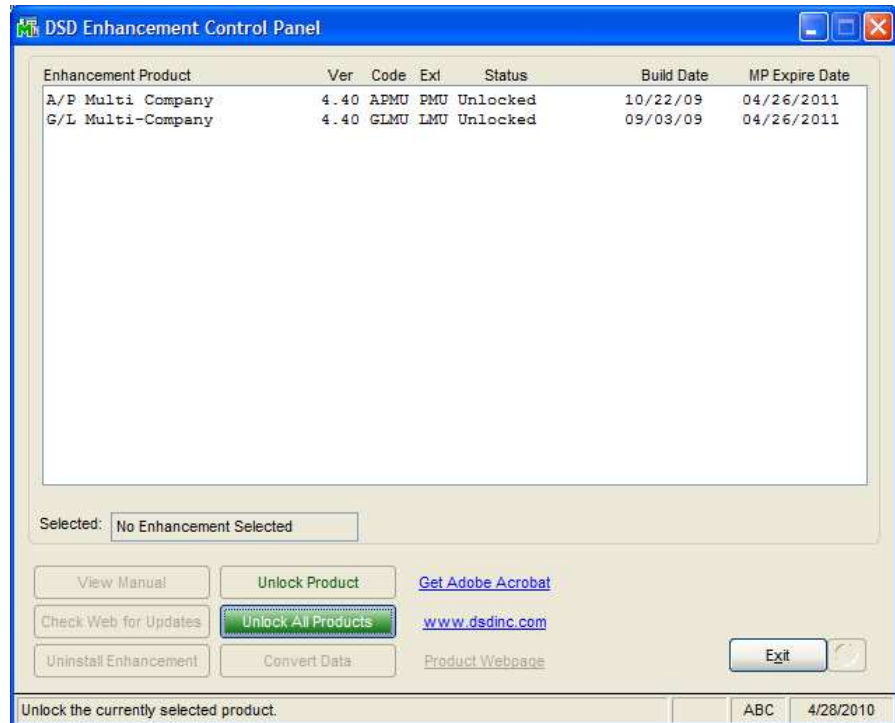 DSD Enhancement Control Panel
Enhancement Product Ver Code Ext Status Build Date MP Expire Date
A/P Multi Company 4.40 APMU PMU Unlocked 10/22/09 04/26/2011
G/L Multi-Company 4.40 GLMU LMU Unlocked 09/03/09 04/26/2011
Selected: No Enhancement Selected
View Manual Unlock Product Get Adobe Acrobat
Check Web for Updates Unlock All Products www.dsdinc.com
Uninstall Enhancement Convert Data Product Webpage Exit
Unlock the currently selected product. ABC 4/28/2010